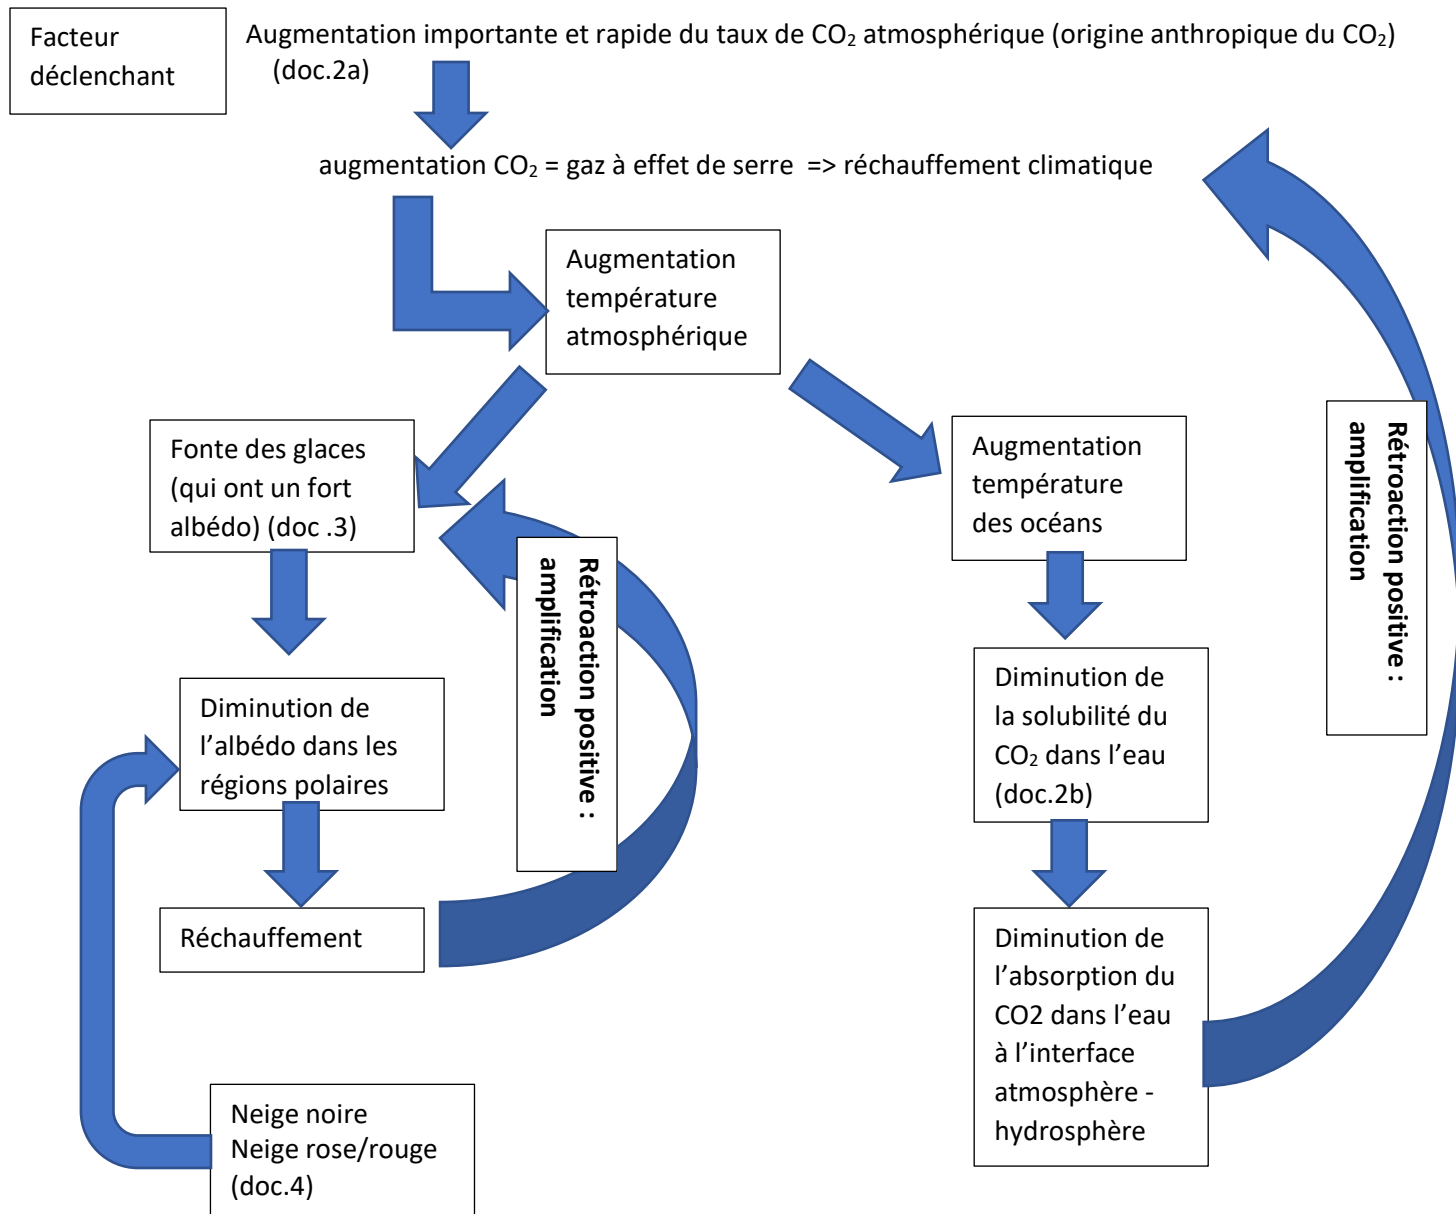 Facteur
déclenchant
Augmentation importante et rapide du taux de CO₂ atmosphérique (origine anthropique du CO₂)
(doc.2a)
augmentation CO₂ = gaz à effet de serre => réchauffement climatique
Augmentation
température
atmosphérique
Fonte des glaces
(qui ont un fort
albédo) (doc .3)
Diminution de
l’albédo dans les
régions polaires
Réchauffement
Neige noire
Neige rose/rouge
(doc.4)
Rétroaction positive :
amplification
Augmentation
température
des océans
Diminution de
la solubilité du
CO₂ dans l’eau
(doc.2b)
Diminution de
l’absorption du
CO2 dans l’eau
à l’interface
atmosphère -
hydrosphère
Rétroaction positive :
amplification